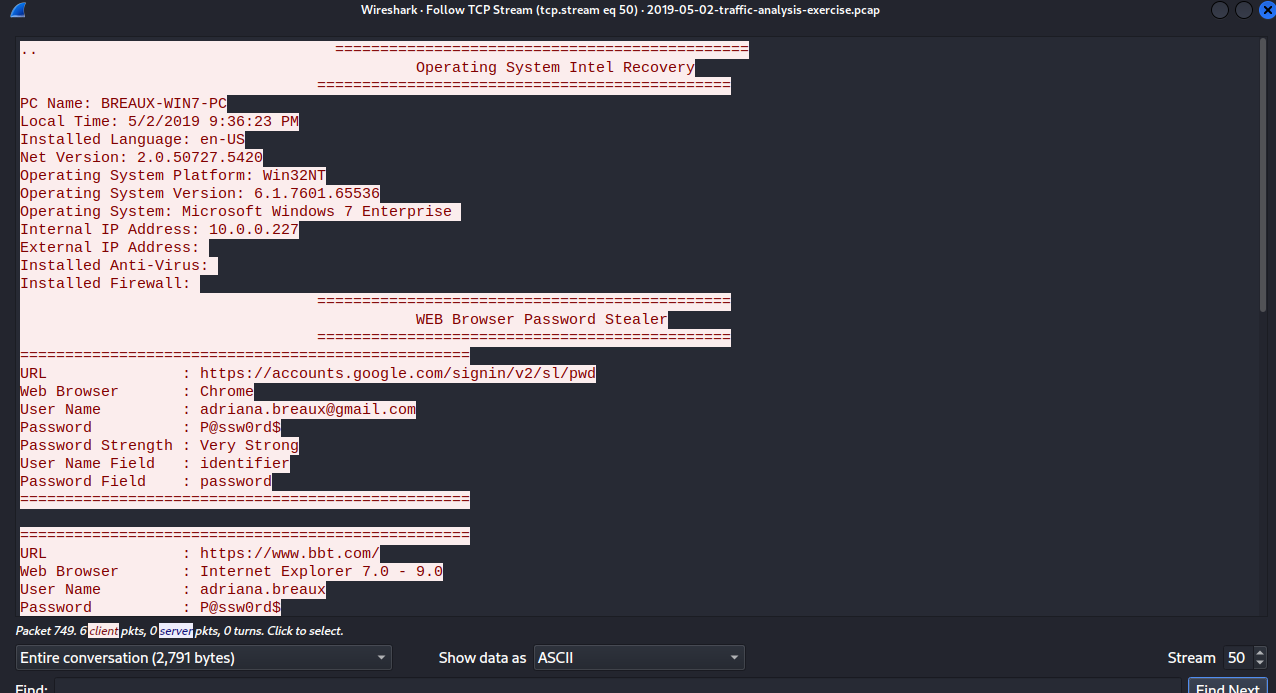 Wireshark · Follow TCP Stream (tcp.stream eq 50) · 2019-05-02-traffic-analysis-exercise.pcap
.. ==============================================
Operating System Intel Recovery
==============================================
PC Name: BREAUX-WIN7-PC
Local Time: 5/2/2019 9:36:23 PM
Installed Language: en-US
Net Version: 2.0.50727.5420
Operating System Platform: Win32NT
Operating System Version: 6.1.7601.65536
Operating System: Microsoft Windows 7 Enterprise
Internal IP Address: 10.0.0.227
External IP Address:
Installed Anti-Virus:
Installed Firewall:
==============================================
WEB Browser Password Stealer
==============================================
==================================================
URL : https://accounts.google.com/signin/v2/sl/pwd
Web Browser : Chrome
User Name : adriana.breaux@gmail.com
Password : P@ssw0rd$
Password Strength : Very Strong
User Name Field : identifier
Password Field : password
==================================================
==================================================
URL : https://www.bbt.com/
Web Browser : Internet Explorer 7.0 - 9.0
User Name : adriana.breaux
Password : P@ssw0rd$
Packet 749. 6 client pkts, 0 server pkts, 0 turns. Click to select.
Entire conversation (2,791 bytes) Show data as ASCII Stream 50
Find: Find Next